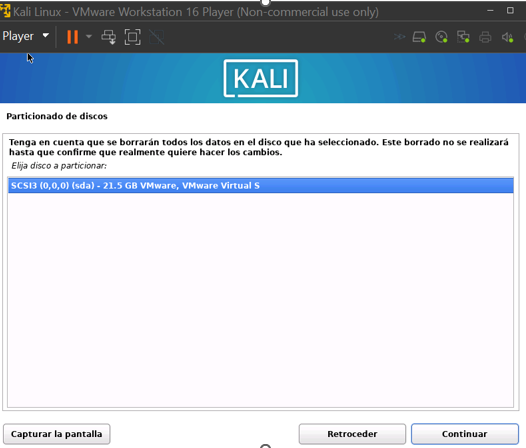 Kali Linux - VMware Workstation 16 Player (Non-commercial use only)
Player
KALI
Particionado de discos
Tenga en cuenta que se borrarán todos los datos en el disco que ha seleccionado. Este borrado no se realizará
hasta que confirme que realmente quiere hacer los cambios.
Elija disco a particionar:
SCSI3 (0,0,0) (sda) - 21.5 GB VMware, VMware Virtual S
Capturar la pantalla
Retroceder
Continuar